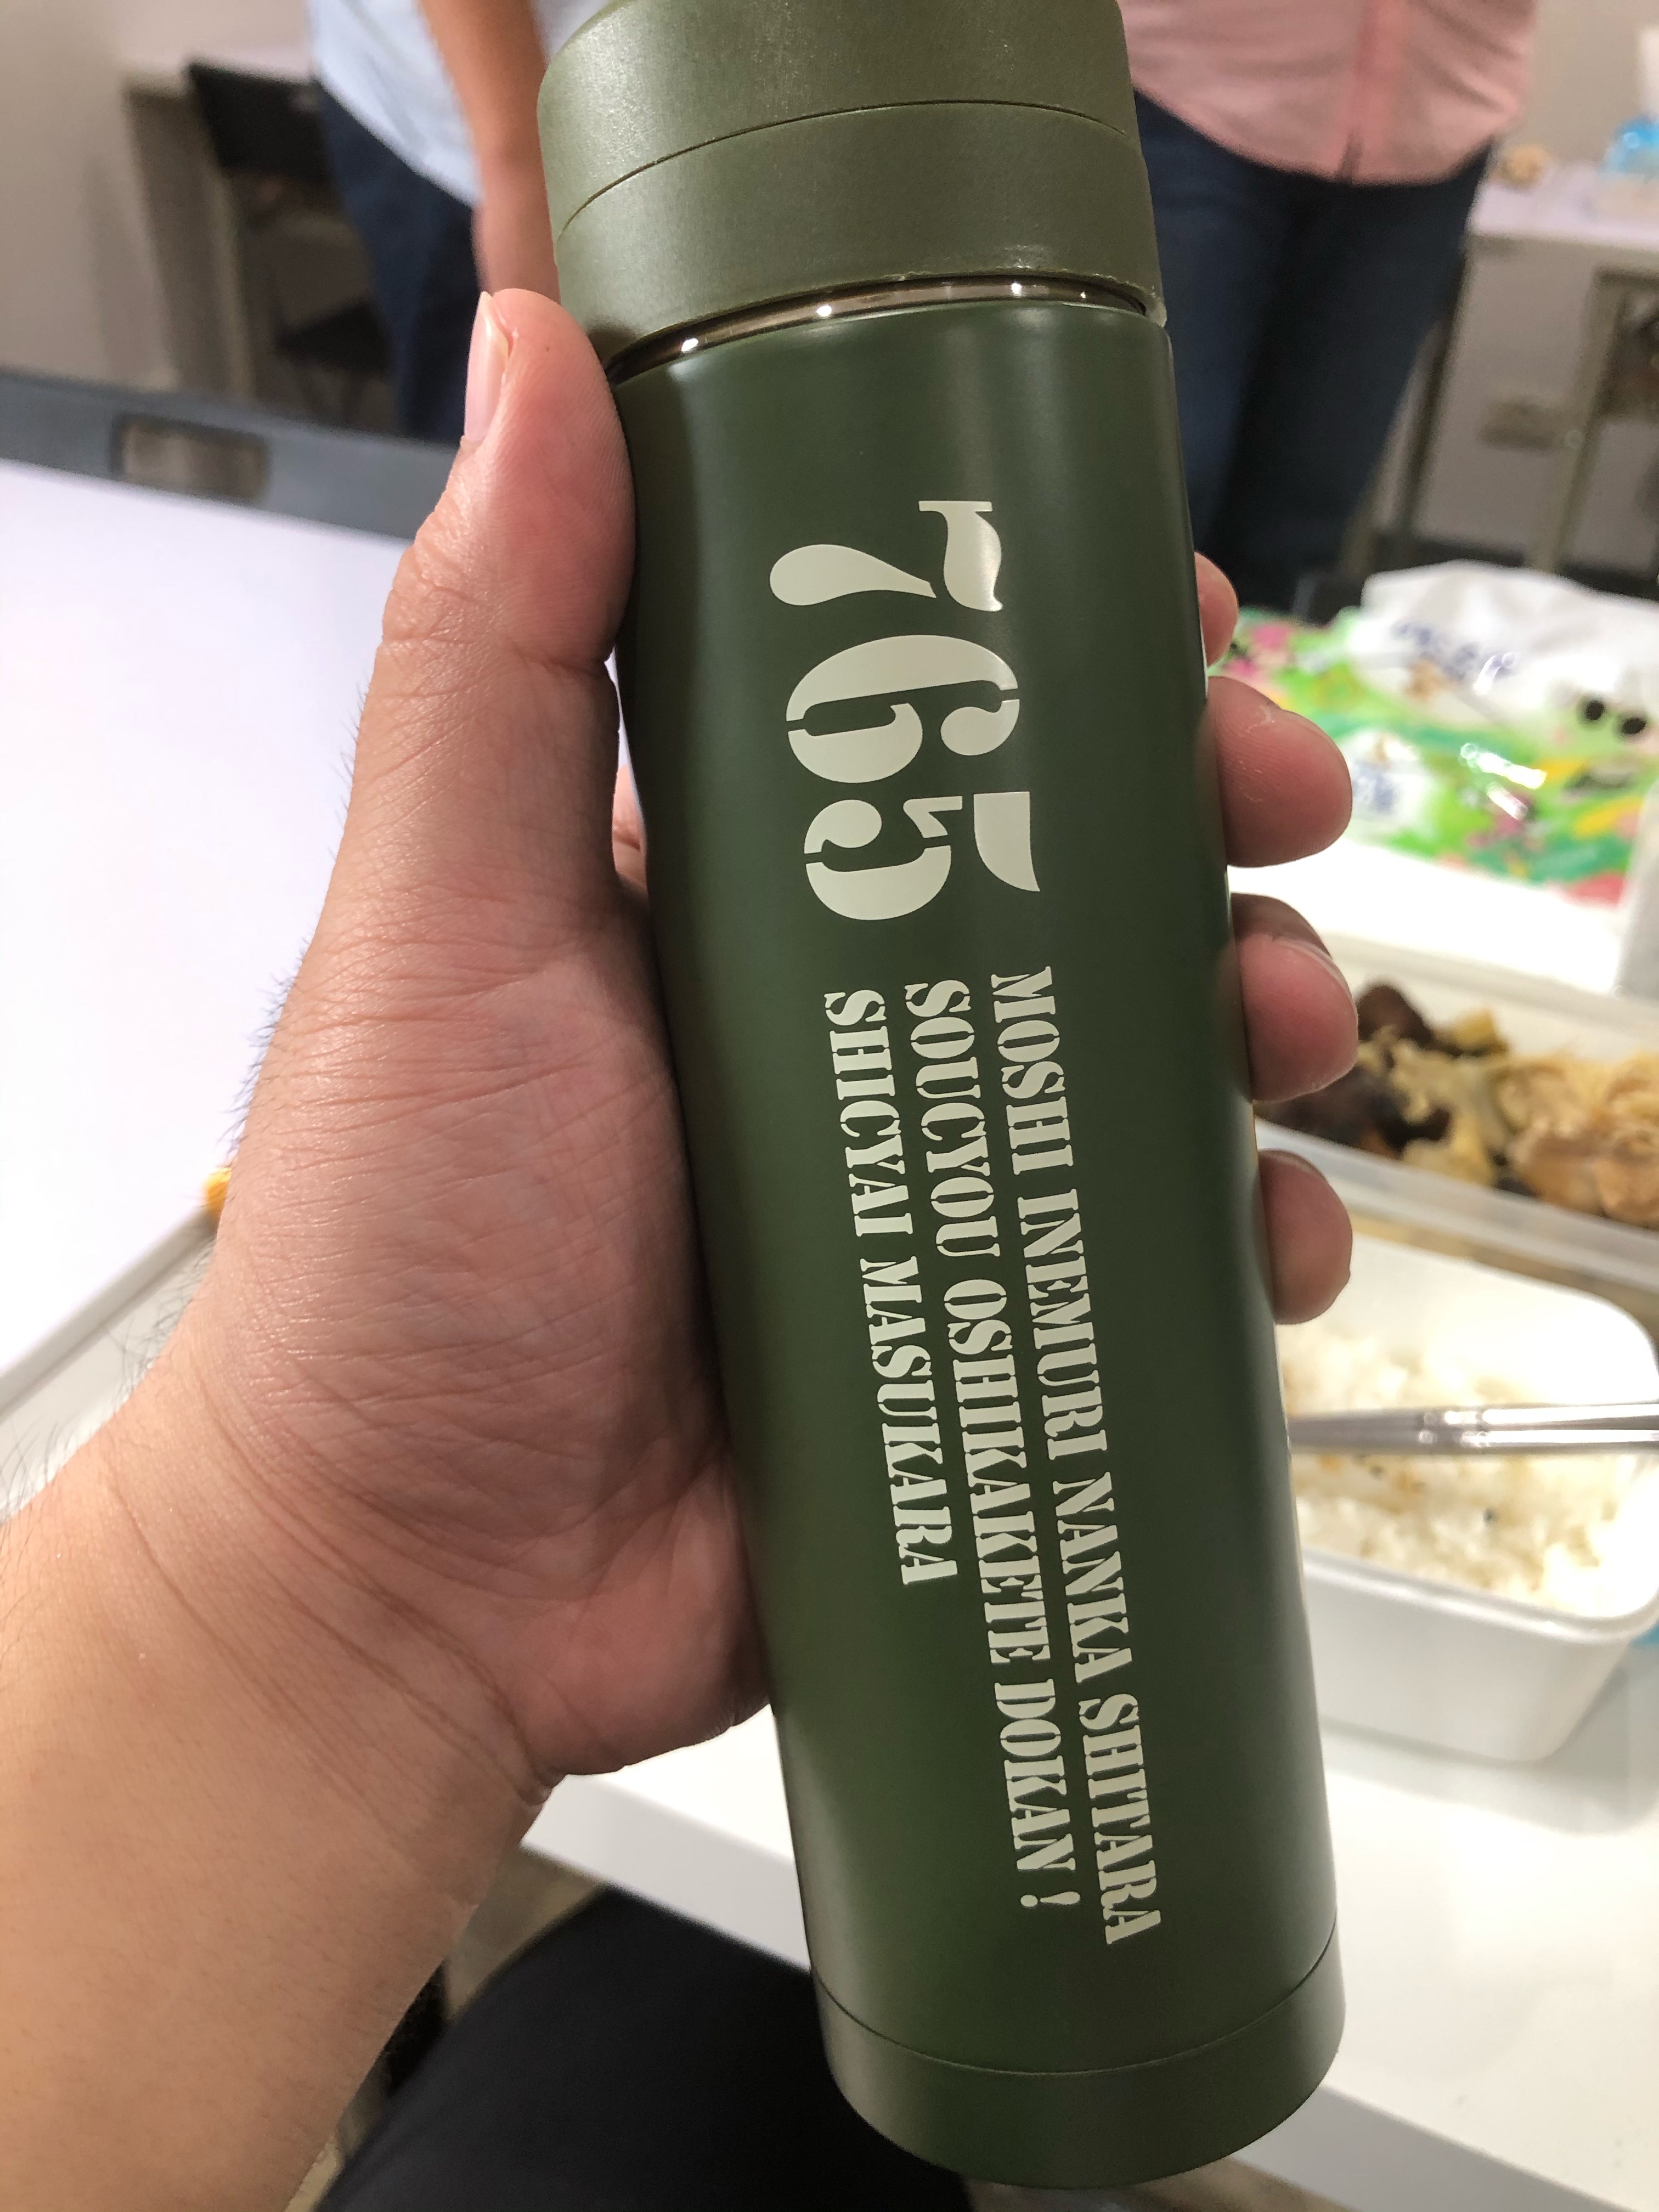 765
MOSHI INEMURI NANKA SHITARA
SOUCYOU OSHIKAKETE DOKAN !
SHICYAI MASUKARA